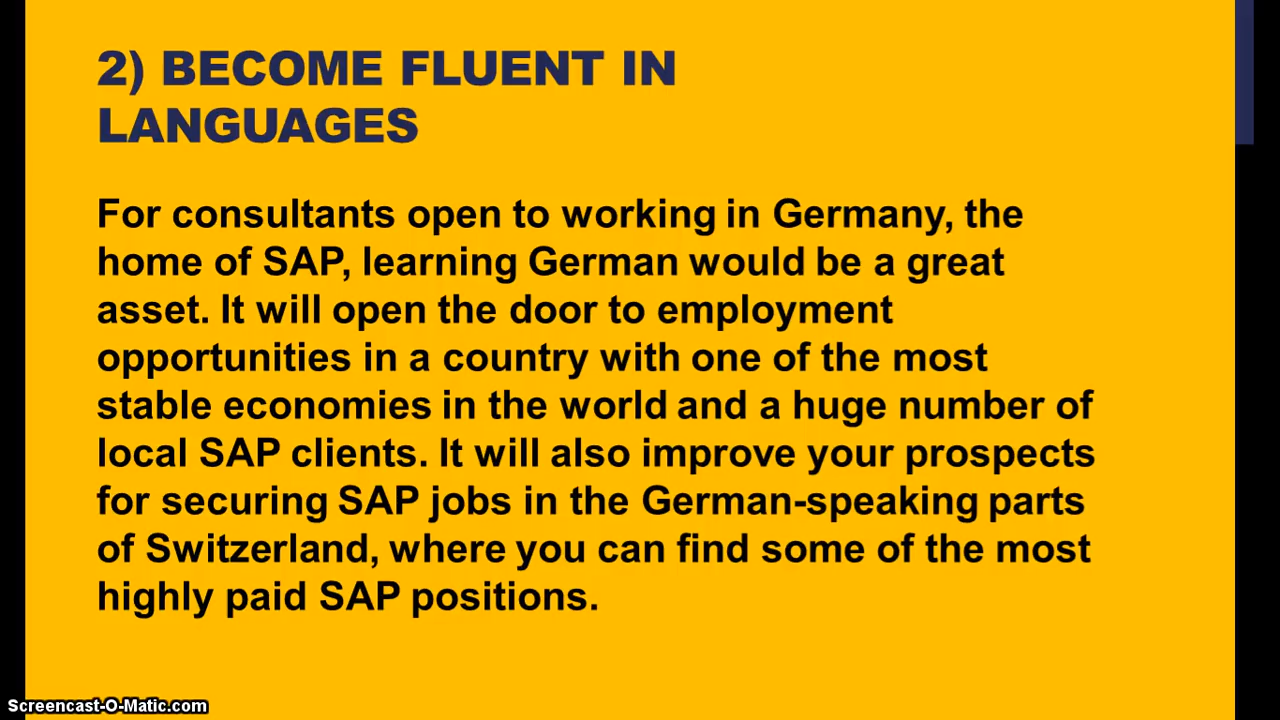 2) BECOME FLUENT IN
LANGUAGES
For consultants open to working in Germany, the
home of SAP, learning German would be a great
asset. It will open the door to employment
opportunities in a country with one of the most
stable economies in the world and a huge number of
local SAP clients. It will also improve your prospects
for securing SAP jobs in the German-speaking parts
of Switzerland, where you can find some of the most
highly paid SAP positions.
Screencast-O-Matic.com